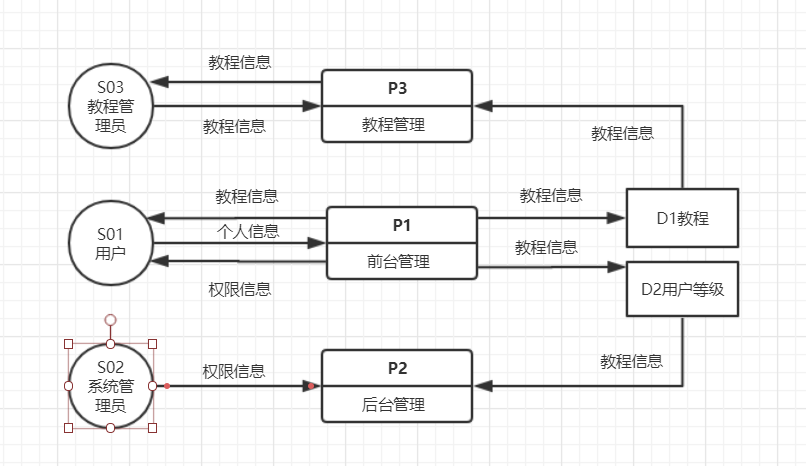 教程信息
S03
教程管
理员
教程信息
P3
教程管理
教程信息
教程信息
S01
用户
个人信息
权限信息
P1
前台管理
教程信息
教程信息
D1教程
D2用户等级
S02
系统管
理员
权限信息
P2
后台管理
教程信息